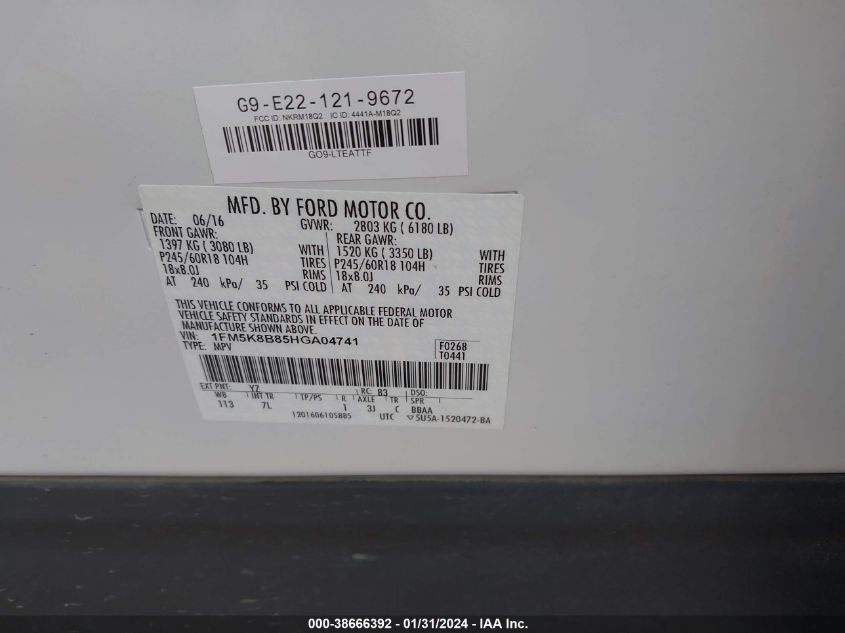 G9-E22-121-9672
FCC ID: NKRM18Q2 IC ID: 4441A-M18Q2
GO9-LTEATTF
MFD. BY FORD MOTOR CO.
DATE: 06/16 GVWR: 2803 KG ( 6180 LB)
FRONT GAWR: REAR GAWR:
1397 KG ( 3080 LB) WITH 1520 KG ( 3350 LB) WITH
P245/60R18 104H TIRES P245/60R18 104H TIRES
18x8.0J RIMS 18x8.0J RIMS
AT 240 kPa/ 35 PSI COLD AT 240 kPa/ 35 PSI COLD
THIS VEHICLE CONFORMS TO ALL APPLICABLE FEDERAL MOTOR
VEHICLE SAFETY STANDARDS IN EFFECT ON THE DATE OF
MANUFACTURE SHOWN ABOVE.
VIN: 1FM5K8B85HGA04741 F0268
TYPE: MPV T0441
EXT PNT: YZ RC: B3 DSO:
WB INT TR TP/PS R AXLE TR SPR
113 7L 1 3J C BBAA
1201606105885 UTC ▽5U5A-1520472-BA
000-38666392 - 01/31/2024 - IAA Inc.